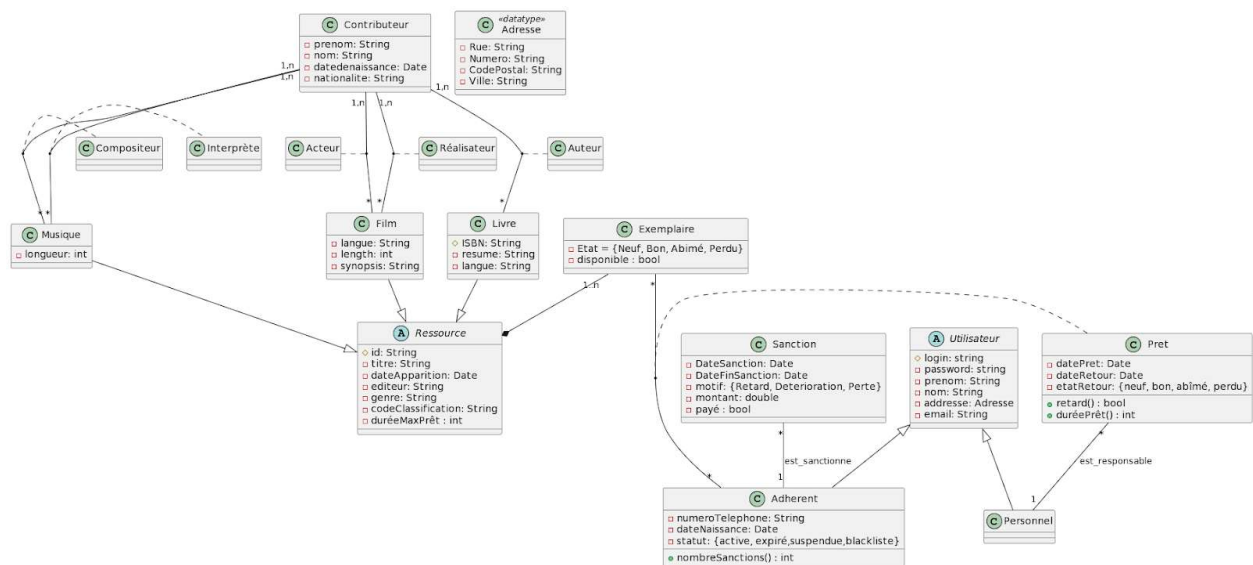 C Contributeur
prenom: String
nom: String
datedenaissance: Date
nationalite: String
«datatype»
C Adresse
Rue: String
Numero: String
CodePostal: String
Ville: String
1,n
1,n
1,n
1,n
1,n
C Compositeur
C Interprète
C Acteur
C Réalisateur
C Auteur
*
*
*
*
*
C Musique
longueur: int
C Film
langue: String
length: int
synopsis: String
C Livre
ISBN: String
resume: String
langue: String
C Exemplaire
Etat = {Neuf, Bon, Abimé, Perdu}
disponible : bool
1..n
*
A Ressource
id: String
titre: String
dateApparition: Date
editeur: String
genre: String
codeClassification: String
duréeMaxPrêt : int
C Sanction
DateSanction: Date
DateFinSanction: Date
motif: {Retard, Deterioration, Perte}
montant: double
payé : bool
A Utilisateur
login: string
password: string
prenom: String
nom: String
addresse: Adresse
email: String
C Pret
datePret: Date
dateRetour: Date
etatRetour: {neuf, bon, abîmé, perdu}
retard() : bool
duréePrêt() : int
*
est_sanctionne
1
*
*
est_responsable
1
C Adherent
numeroTelephone: String
dateNaissance: Date
statut: {active, expiré,suspendue,blackliste}
nombreSanctions() : int
C Personnel